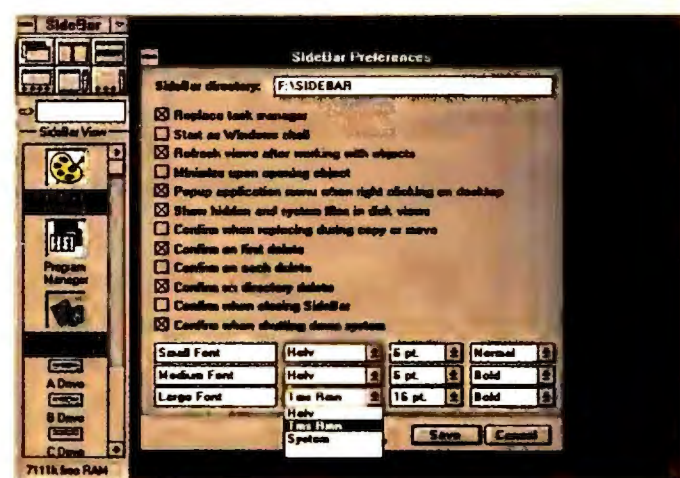 SideBar
SideBar View
Program
Manager
A Drive
B Drive
C Drive
7111k free RAM
SideBar Preferences
SideBar directory: F:\SIDEBAR
Replace task manager
Start as Windows shell
Refresh views after working with objects
Minimize upon opening object
Popup application menu when right clicking on desktop
Show hidden and system files in disk views
Confirm when replacing during copy or move
Confirm on first delete
Confirm on each delete
Confirm on directory delete
Confirm when closing SideBar
Confirm when shutting down system
Small Font Helv 6 pt. Normal
Medium Font Helv 6 pt. Bold
Large Font Tms Rmn 16 pt. Bold
Helv
Tms Rmn
System
Save Cancel